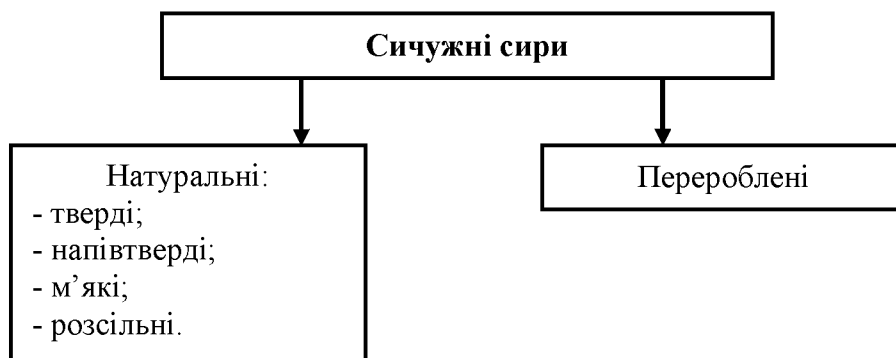 Сичужні сири
Натуральні:
- тверді;
- напівтверді;
- м’які;
- розсільні.
Перероблені